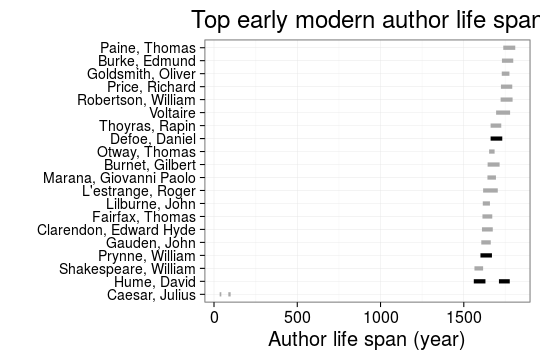 Top early modern author life span
Paine, Thomas
Burke, Edmund
Goldsmith, Oliver
Price, Richard
Robertson, William
Voltaire
Thoyras, Rapin
Defoe, Daniel
Otway, Thomas
Burnet, Gilbert
Marana, Giovanni Paolo
L'estrange, Roger
Lilburne, John
Fairfax, Thomas
Clarendon, Edward Hyde
Gauden, John
Prynne, William
Shakespeare, William
Hume, David
Caesar, Julius
0 500 1000 1500
Author life span (year)